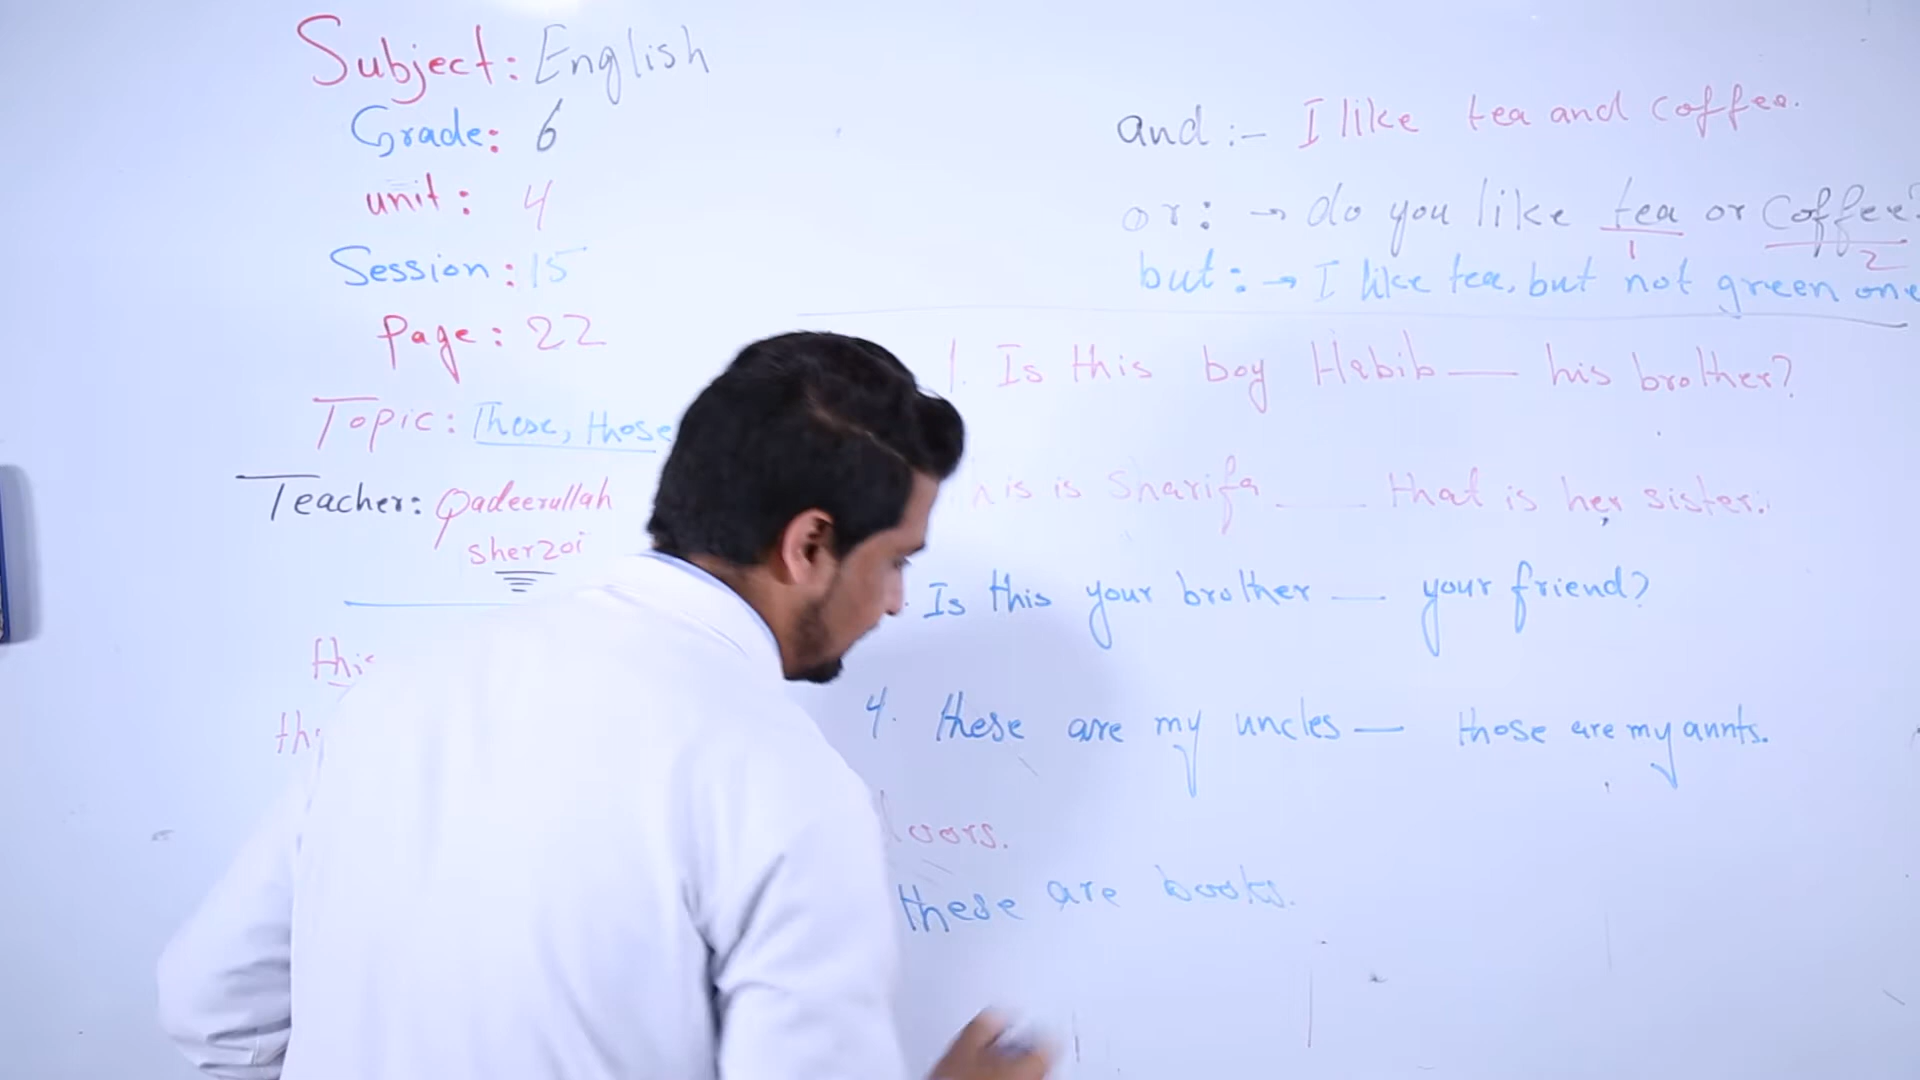 Subject: English
Grade: 6
unit: 4
Session: 15
Page: 22
Topic: These, those
Teacher: Qadeerullah
sherzoi
and :- I like tea and coffee.
or : → do you like tea or coffee?
1 2
but : → I like tea, but not green one
1. Is this boy Habib — his brother?
is Sharifa — that is her sister.
Is this your brother — your friend?
4. these are my uncles — those are my aunts.
these are books.